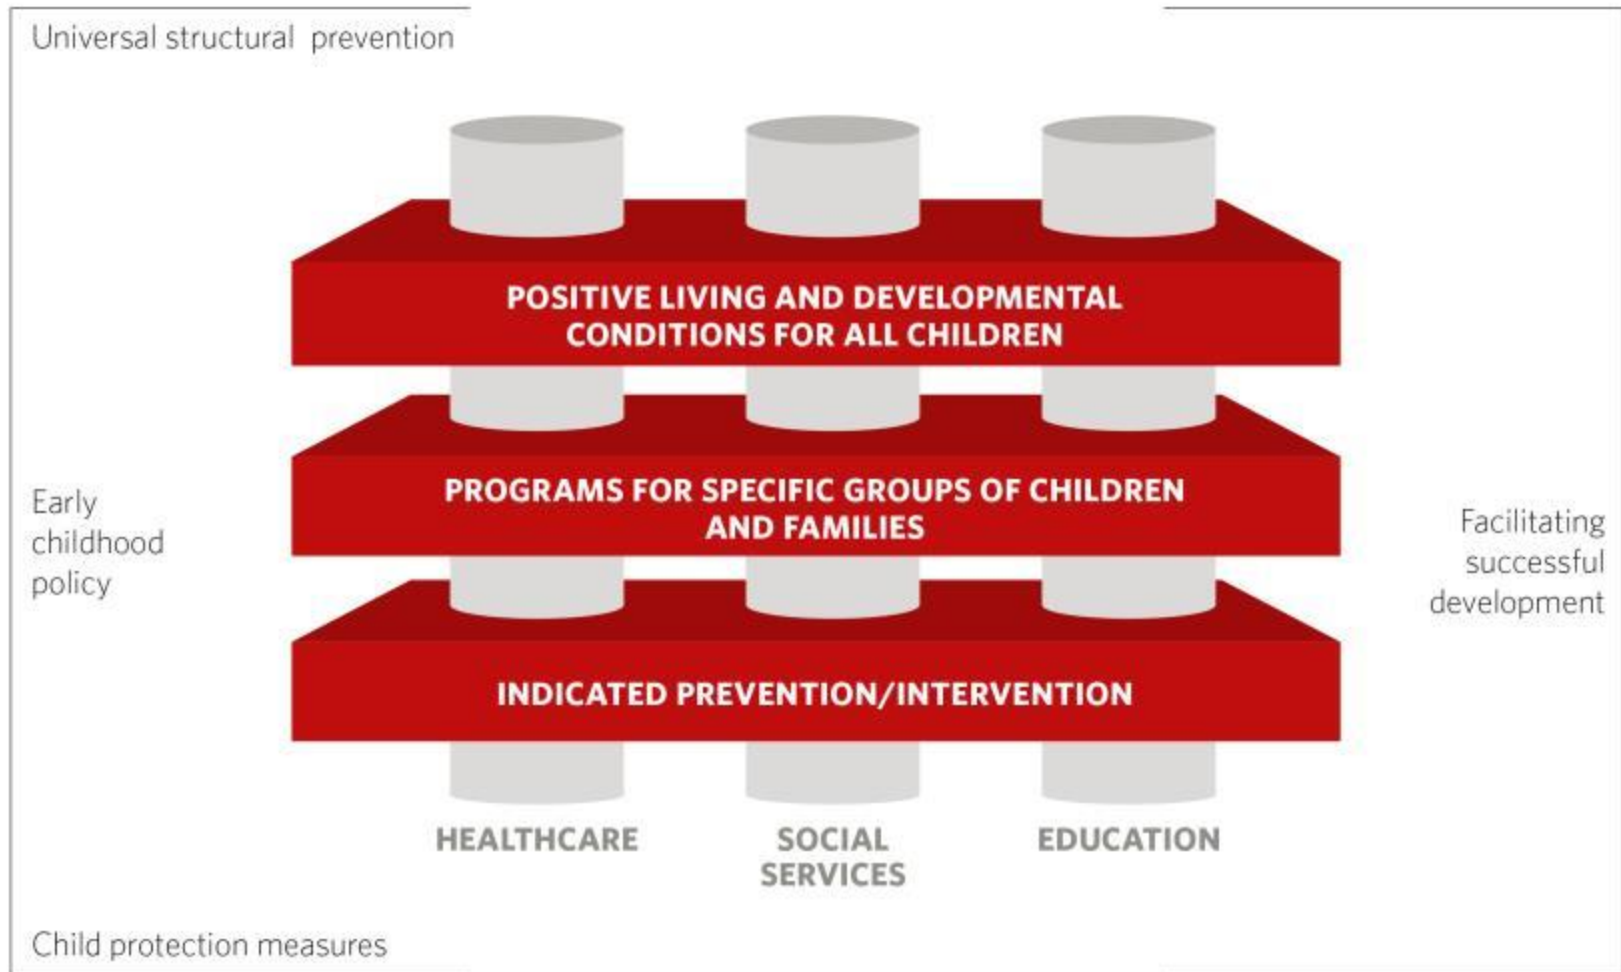 Universal structural prevention
POSITIVE LIVING AND DEVELOPMENTAL
CONDITIONS FOR ALL CHILDREN
PROGRAMS FOR SPECIFIC GROUPS OF CHILDREN
AND FAMILIES
Early
childhood
policy
Facilitating
successful
development
INDICATED PREVENTION/INTERVENTION
HEALTHCARE
SOCIAL
SERVICES
EDUCATION
Child protection measures